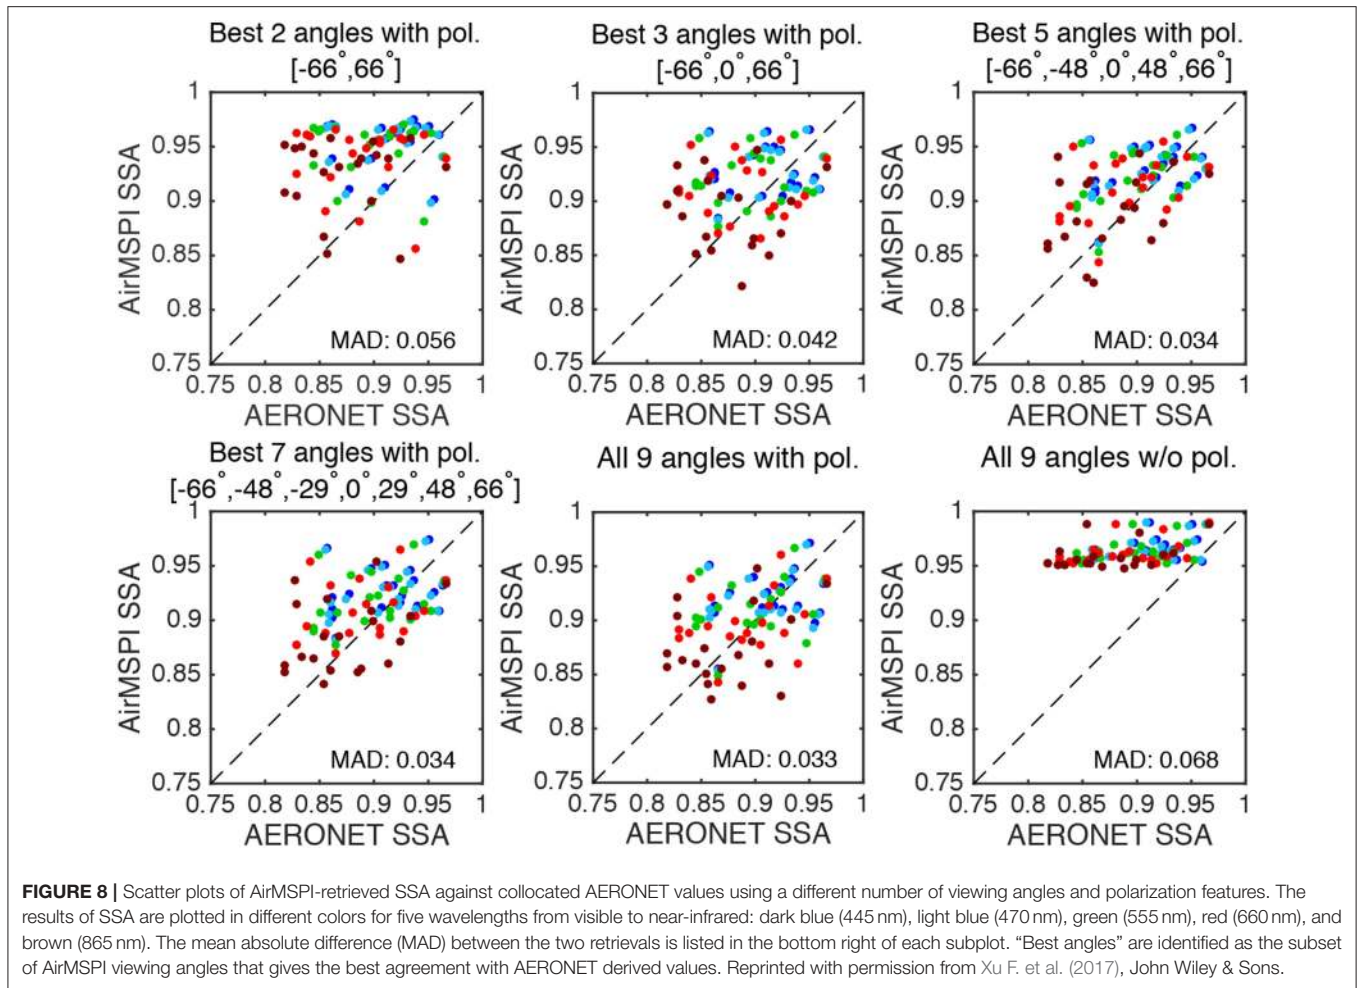 Best 2 angles with pol.
[-66°,66°]
Best 3 angles with pol.
[-66°,0°,66°]
Best 5 angles with pol.
[-66°,-48°,0°,48°,66°]
1
0.95
0.9
0.85
0.8
0.75
AirMSPI SSA
MAD: 0.056
0.75 0.8 0.85 0.9 0.95 1
AERONET SSA
1
0.95
0.9
0.85
0.8
0.75
AirMSPI SSA
MAD: 0.042
0.75 0.8 0.85 0.9 0.95 1
AERONET SSA
1
0.95
0.9
0.85
0.8
0.75
AirMSPI SSA
MAD: 0.034
0.75 0.8 0.85 0.9 0.95 1
AERONET SSA
Best 7 angles with pol.
[-66°,-48°,-29°,0°,29°,48°,66°]
All 9 angles with pol.
All 9 angles w/o pol.
1
0.95
0.9
0.85
0.8
0.75
AirMSPI SSA
MAD: 0.034
0.75 0.8 0.85 0.9 0.95 1
AERONET SSA
1
0.95
0.9
0.85
0.8
0.75
AirMSPI SSA
MAD: 0.033
0.75 0.8 0.85 0.9 0.95 1
AERONET SSA
1
0.95
0.9
0.85
0.8
0.75
AirMSPI SSA
MAD: 0.068
0.75 0.8 0.85 0.9 0.95 1
AERONET SSA
FIGURE 8 | Scatter plots of AirMSPI-retrieved SSA against collocated AERONET values using a different number of viewing angles and polarization features. The
results of SSA are plotted in different colors for five wavelengths from visible to near-infrared: dark blue (445 nm), light blue (470 nm), green (555 nm), red (660 nm), and
brown (865 nm). The mean absolute difference (MAD) between the two retrievals is listed in the bottom right of each subplot. “Best angles” are identified as the subset
of AirMSPI viewing angles that gives the best agreement with AERONET derived values. Reprinted with permission from Xu F. et al. (2017), John Wiley & Sons.